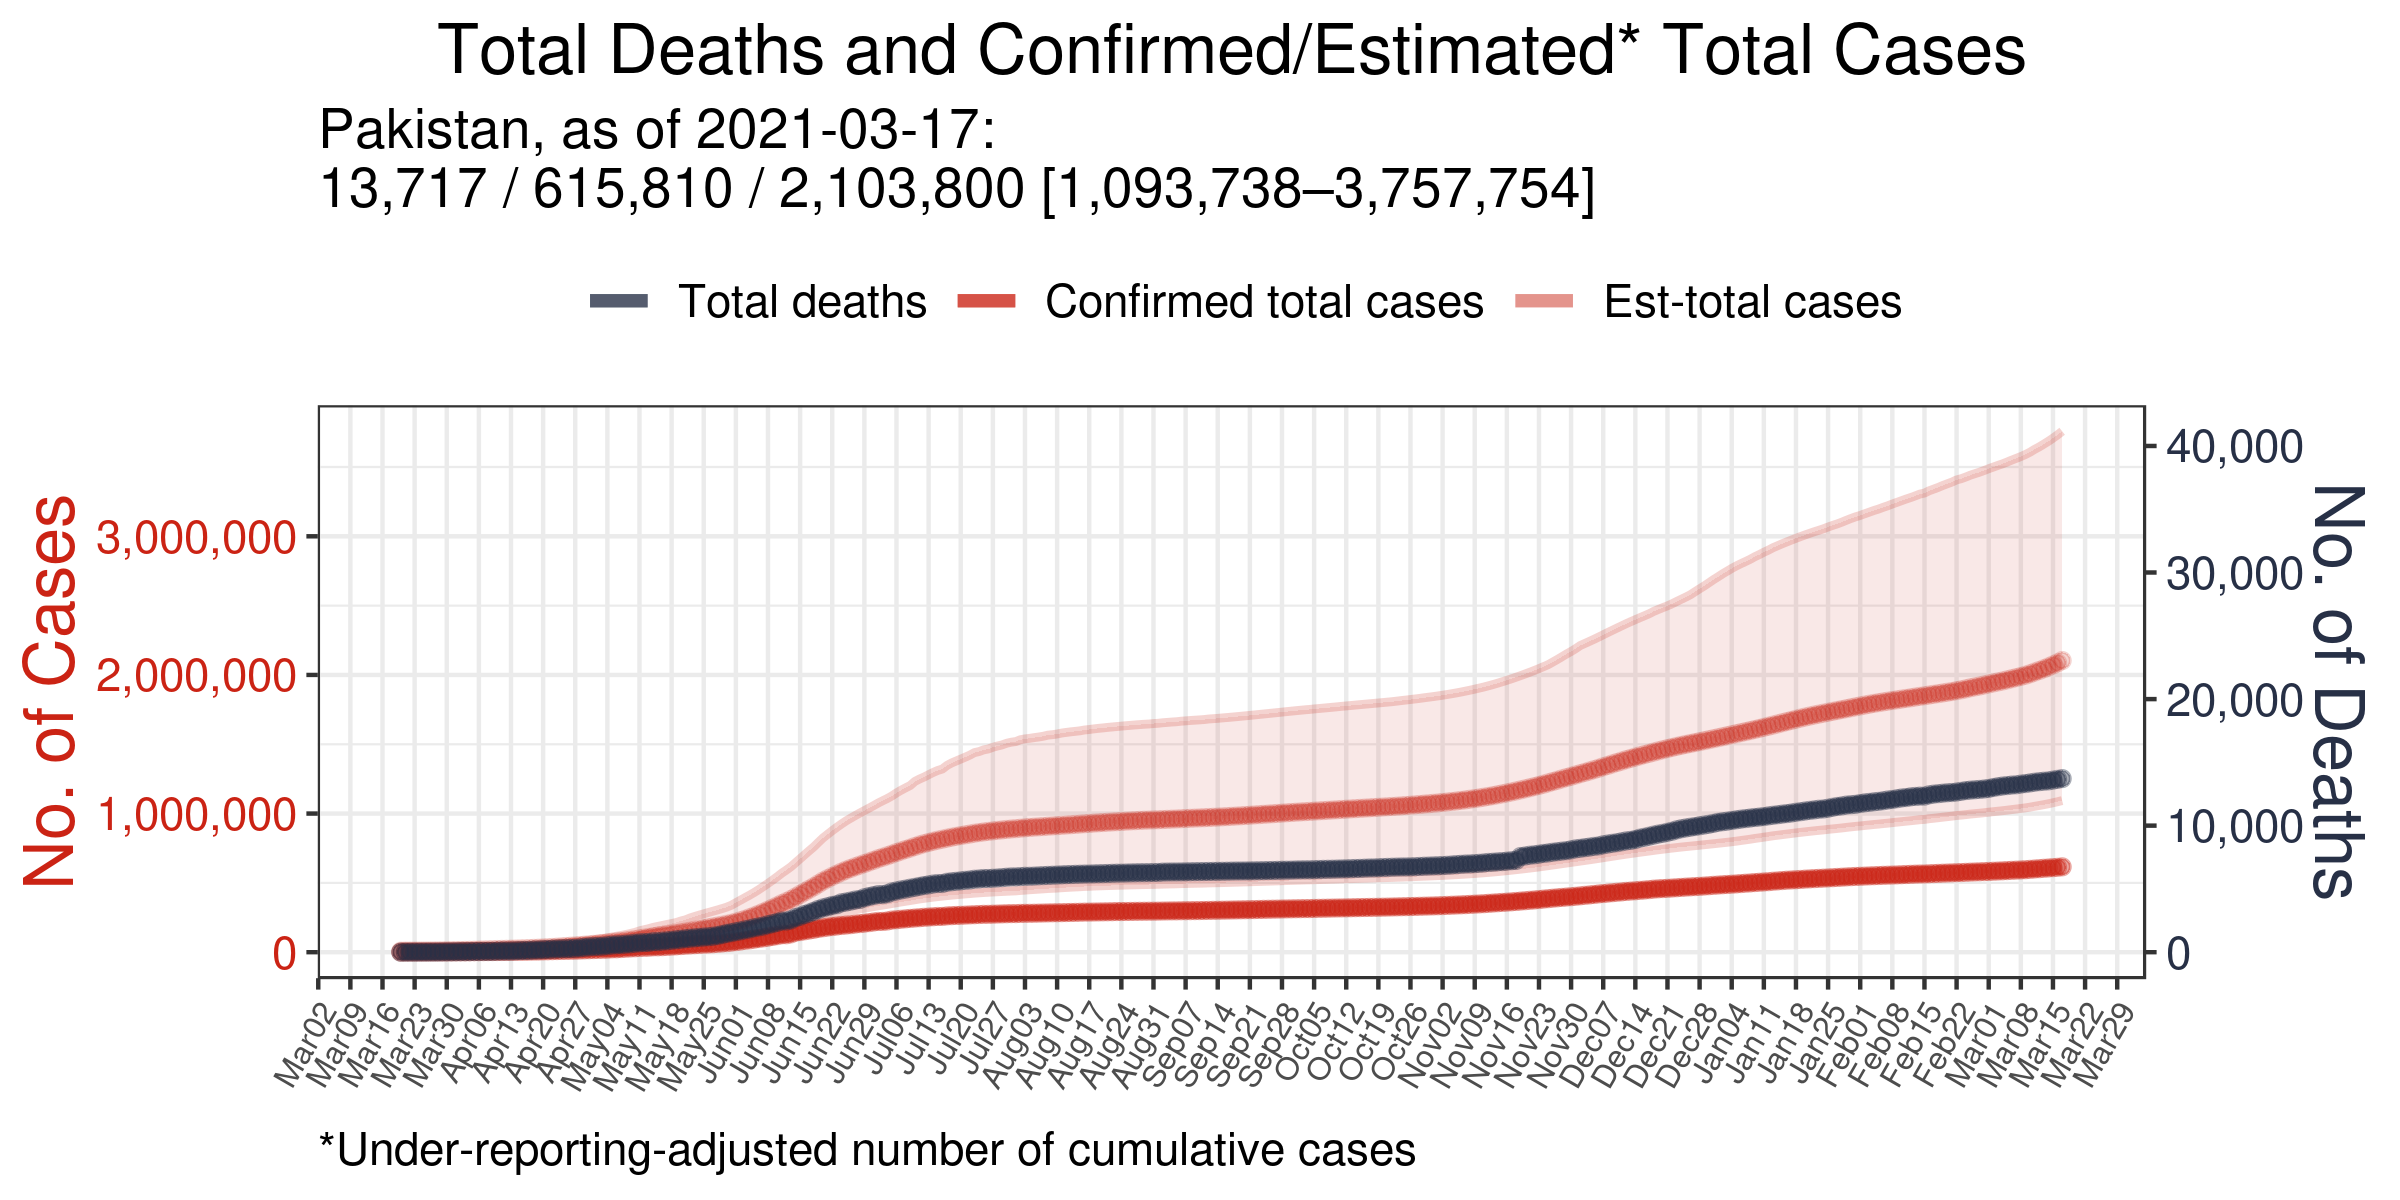 Total Deaths and Confirmed/Estimated* Total Cases
Pakistan, as of 2021-03-17:
13,717 / 615,810 / 2,103,800 [1,093,738–3,757,754]
Total deaths
Confirmed total cases
Est-total cases
No. of Cases
3,000,000
2,000,000
1,000,000
0
40,000
30,000
20,000
10,000
0
No. of Deaths
Mar02
Mar09
Mar16
Mar23
Mar30
Apr06
Apr13
Apr20
Apr27
May04
May11
May18
May25
Jun01
Jun08
Jun15
Jun22
Jun29
Jul06
Jul13
Jul20
Jul27
Aug03
Aug10
Aug17
Aug24
Aug31
Sep07
Sep14
Sep21
Sep28
Oct05
Oct12
Oct19
Oct26
Nov02
Nov09
Nov16
Nov23
Nov30
Dec07
Dec14
Dec21
Dec28
Jan04
Jan11
Jan18
Jan25
Feb01
Feb08
Feb15
Feb22
Mar01
Mar08
Mar15
Mar22
Mar29
*Under-reporting-adjusted number of cumulative cases